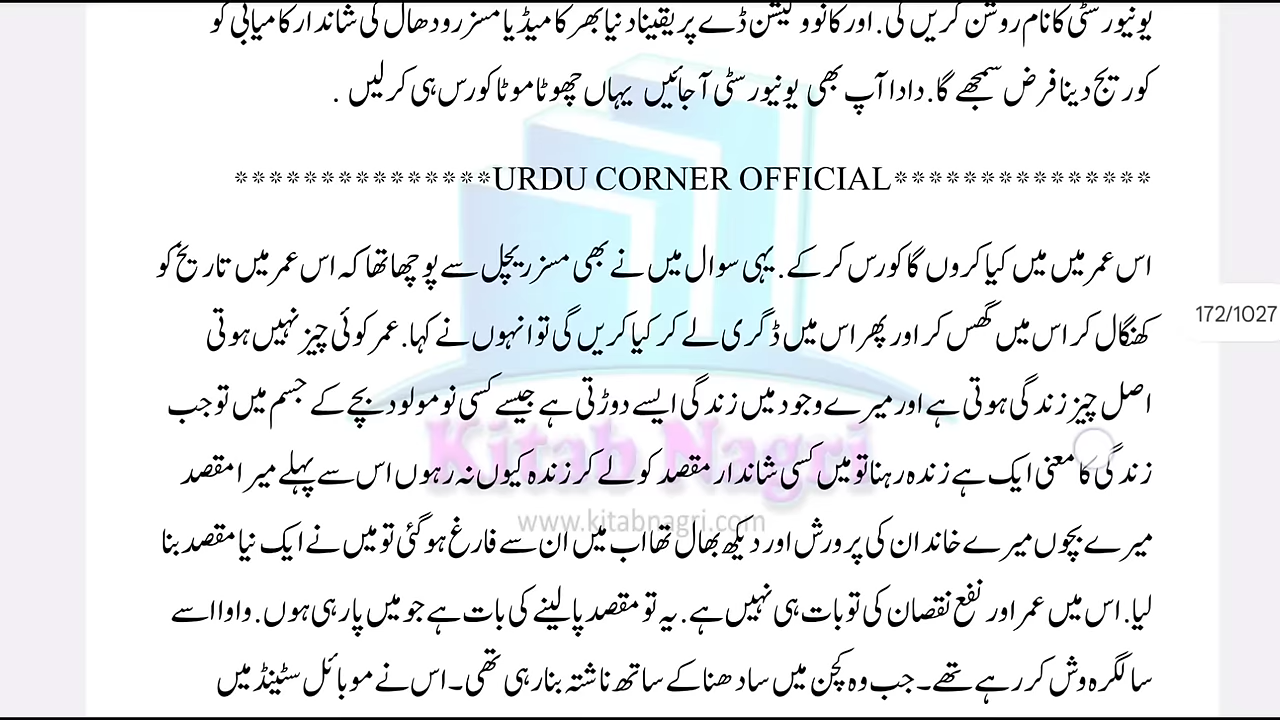 یونیورسٹی کا نام روشن کریں گی. اور کانووکیشن ڈے پر یقینا دنیا بھر کا میڈیا مسز رودھال کی شاندار کامیابی کو
کوریج دینا فرض سمجھے گا. دادا آپ بھی یونیورسٹی آجائیں یہاں چھوٹا موٹا کورس ہی کر لیں .
***************URDU CORNER OFFICIAL***************
اس عمر میں میں کیا کروں گا کورس کر کے. یہی سوال میں نے بھی مسز ریچل سے پوچھا تھا کہ اس عمر میں تاریخ کو
172/1027
کھنگال کر اس میں گھس کر اور پھر اس میں ڈگری لے کر کیا کریں گی تو انہوں نے کہا. عمر کوئی چیز نہیں ہوتی
اصل چیز زندگی ہوتی ہے اور میرے وجود میں زندگی ایسے دوڑتی ہے جیسے کسی نومولود بچے کے جسم میں تو جب
Kitab Nagri
زندگی کا معنی ایک ہے زندہ رہنا تو میں کسی شاندار مقصد کو لے کر زندہ کیوں نہ رہوں اس سے پہلے میرا مقصد
www.kitabnagri.com
میرے بچوں میرے خاندان کی پرورش اور دیکھ بھال تھا اب میں ان سے فارغ ہو گئی تو میں نے ایک نیا مقصد بنا
لیا. اس میں عمر اور نفع نقصان کی تو بات ہی نہیں ہے. یہ تو مقصد پا لینے کی بات ہے جو میں پا رہی ہوں. واوا اسے
سالگرہ وش کر رہے تھے۔ جب وہ کچن میں سادھنا کے ساتھ ناشتہ بنا رہی تھی۔ اس نے موبائل سٹینڈ میں